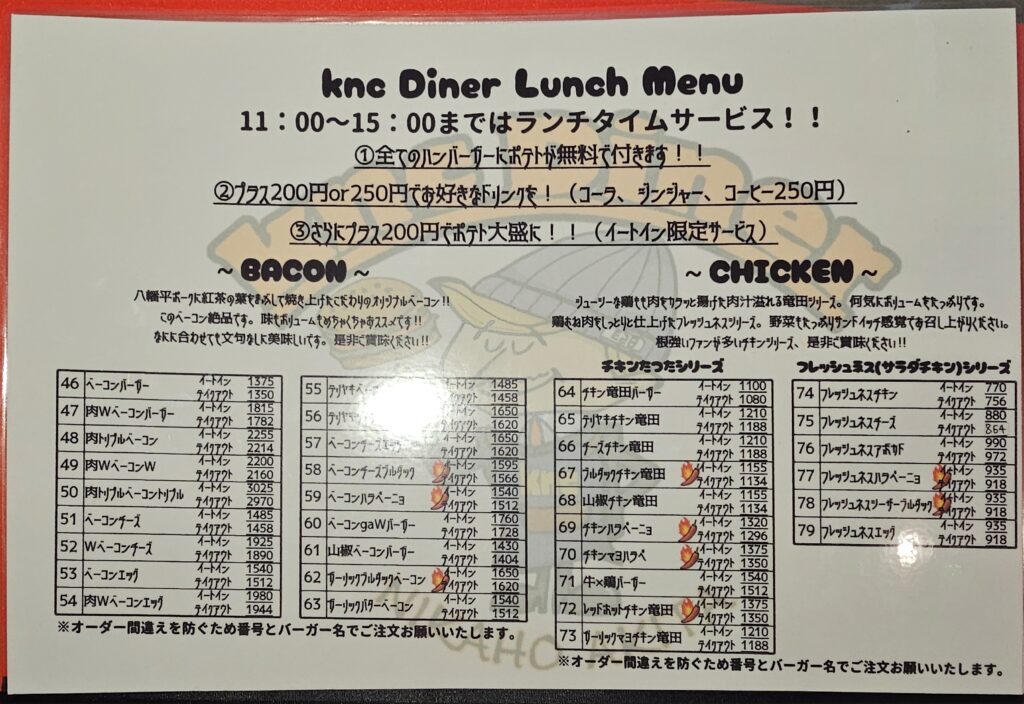 knc Diner Lunch Menu
11：00～15：00まではランチタイムサービス！！
①全てのハンバーガーにポテトが無料で付きます！！
②プラス200円or250円でお好きなドリンクを！（コーラ、ジンジャー、コーヒー250円）
③さらにプラス200円でポテト大盛に！！（イートイン限定サービス）
～ BACON ～
八幡平ポークに紅茶の葉をまぶして焼き上げたこだわりのオリジナルベーコン!!
このベーコン絶品です。味もボリュームもめちゃくちゃおススメです!!
なにに合わせても文句なしに美味しいです。是非ご賞味ください!!
46 ベーコンバーガー イートイン 1375
テイクアウト 1350
47 肉Wベーコンバーガー イートイン 1815
テイクアウト 1782
48 肉トリプルベーコン イートイン 2255
テイクアウト 2214
49 肉WベーコンW イートイン 2200
テイクアウト 2160
50 肉トリプルベーコントリプル イートイン 3025
テイクアウト 2970
51 ベーコンチーズ イートイン 1485
テイクアウト 1458
52 Wベーコンチーズ イートイン 1925
テイクアウト 1890
53 ベーコンエッグ イートイン 1540
テイクアウト 1512
54 肉Wベーコンエッグ イートイン 1980
テイクアウト 1944
55 テリヤキベーコン イートイン 1485
テイクアウト 1458
56 テリヤキ イートイン 1650
テイクアウト 1620
57 ベーコンチーズエッグ イートイン 1650
テイクアウト 1620
58 ベーコンチーズブルダック イートイン 1595
テイクアウト 1566
59 ベーコンハラペーニョ イートイン 1540
テイクアウト 1512
60 ベーコンgaWバーガー イートイン 1760
テイクアウト 1728
61 山椒ベーコンバーガー イートイン 1430
テイクアウト 1404
62 ガーリックブルダックベーコン イートイン 1650
テイクアウト 1620
63 ガーリックバターベーコン イートイン 1540
テイクアウト 1512
※オーダー間違えを防ぐため番号とバーガー名でご注文お願いいたします。
～ CHICKEN ～
ジューシーな鶏もも肉をカラッと揚げた肉汁溢れる竜田シリーズ。何気にボリュームたっぷりです。
鶏むね肉をしっとりと仕上げたフレッシュネスシリーズ。野菜もたっぷりサンドイッチ感覚でお召し上がりください。
根強いファンが多いチキンシリーズ、是非ご賞味ください!!
チキンたつたシリーズ
64 チキン竜田バーガー イートイン 1100
テイクアウト 1080
65 テリヤキチキン竜田 イートイン 1210
テイクアウト 1188
66 チーズチキン竜田 イートイン 1210
テイクアウト 1188
67 ブルダックチキン竜田 イートイン 1155
テイクアウト 1134
68 山椒チキン竜田 イートイン 1155
テイクアウト 1134
69 チキンハラペーニョ イートイン 1320
テイクアウト 1296
70 チキンマヨハラペ イートイン 1375
テイクアウト 1350
71 牛×鶏バーガー イートイン 1540
テイクアウト 1512
72 レッドホットチキン竜田 イートイン 1375
テイクアウト 1350
73 ガーリックマヨチキン竜田 イートイン 1210
テイクアウト 1188
フレッシュネス(サラダチキン)シリーズ
74 フレッシュネスチキン イートイン 770
テイクアウト 756
75 フレッシュネスチーズ イートイン 880
テイクアウト 864
76 フレッシュネスアボカド イートイン 990
テイクアウト 972
77 フレッシュネスハラペーニョ イートイン 935
テイクアウト 918
78 フレッシュネスシーザーブルダック イートイン 935
テイクアウト 918
79 フレッシュネスエッグ イートイン 935
テイクアウト 918
※オーダー間違えを防ぐため番号とバーガー名でご注文お願いいたします。